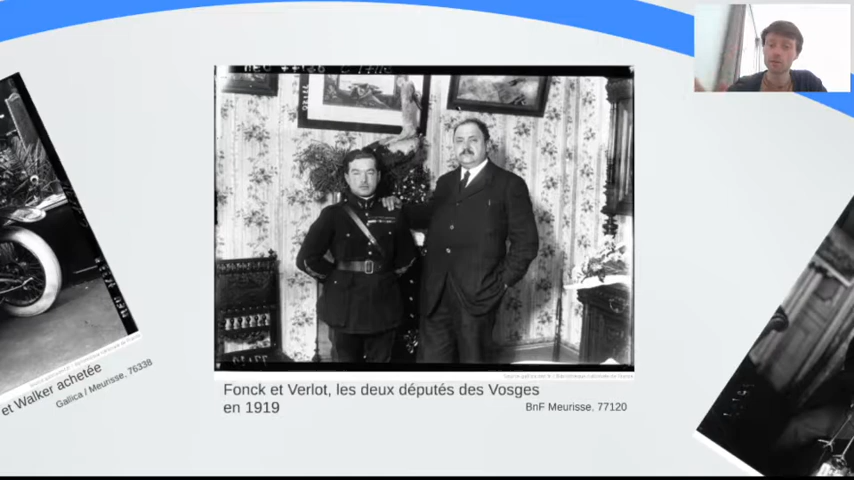 et Walker achetée
Gallica / Meurisse, 76338
Fonck et Verlot, les deux députés des Vosges
en 1919
BnF Meurisse, 77120